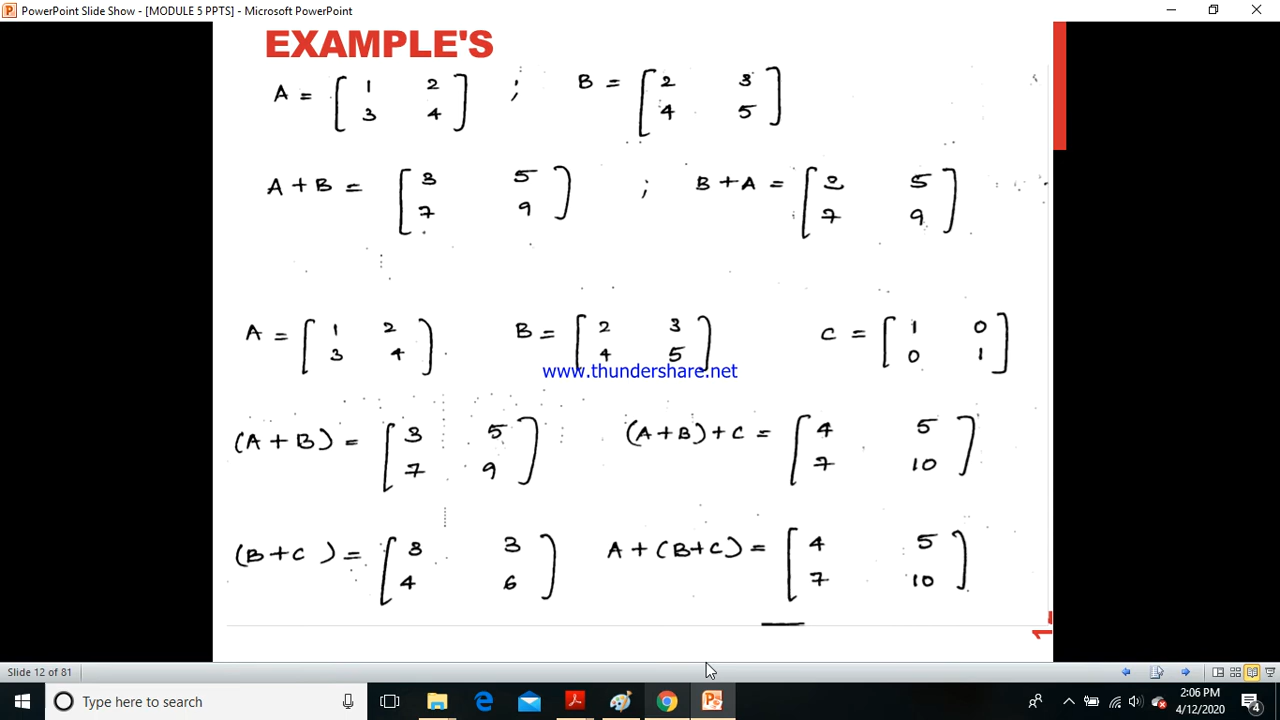 PowerPoint Slide Show - [MODULE 5 PPTS] - Microsoft PowerPoint
EXAMPLE'S
A = [ 1 2 ; B = [ 2 3
3 4 ] 4 5 ]
A + B = [ 3 5 ; B + A = [ 3 5
7 9 ] 7 9 ]
A = [ 1 2 B = [ 2 3 C = [ 1 0
3 4 ] 4 5 ] 0 1 ]
www.thundershare.net
(A + B) = [ 3 5 (A + B) + C = [ 4 5
7 9 ] 7 10 ]
(B + C ) = [ 3 3 A + (B + C) = [ 4 5
4 6 ] 7 10 ]
Slide 12 of 81
Type here to search
2:06 PM
4/12/2020
4